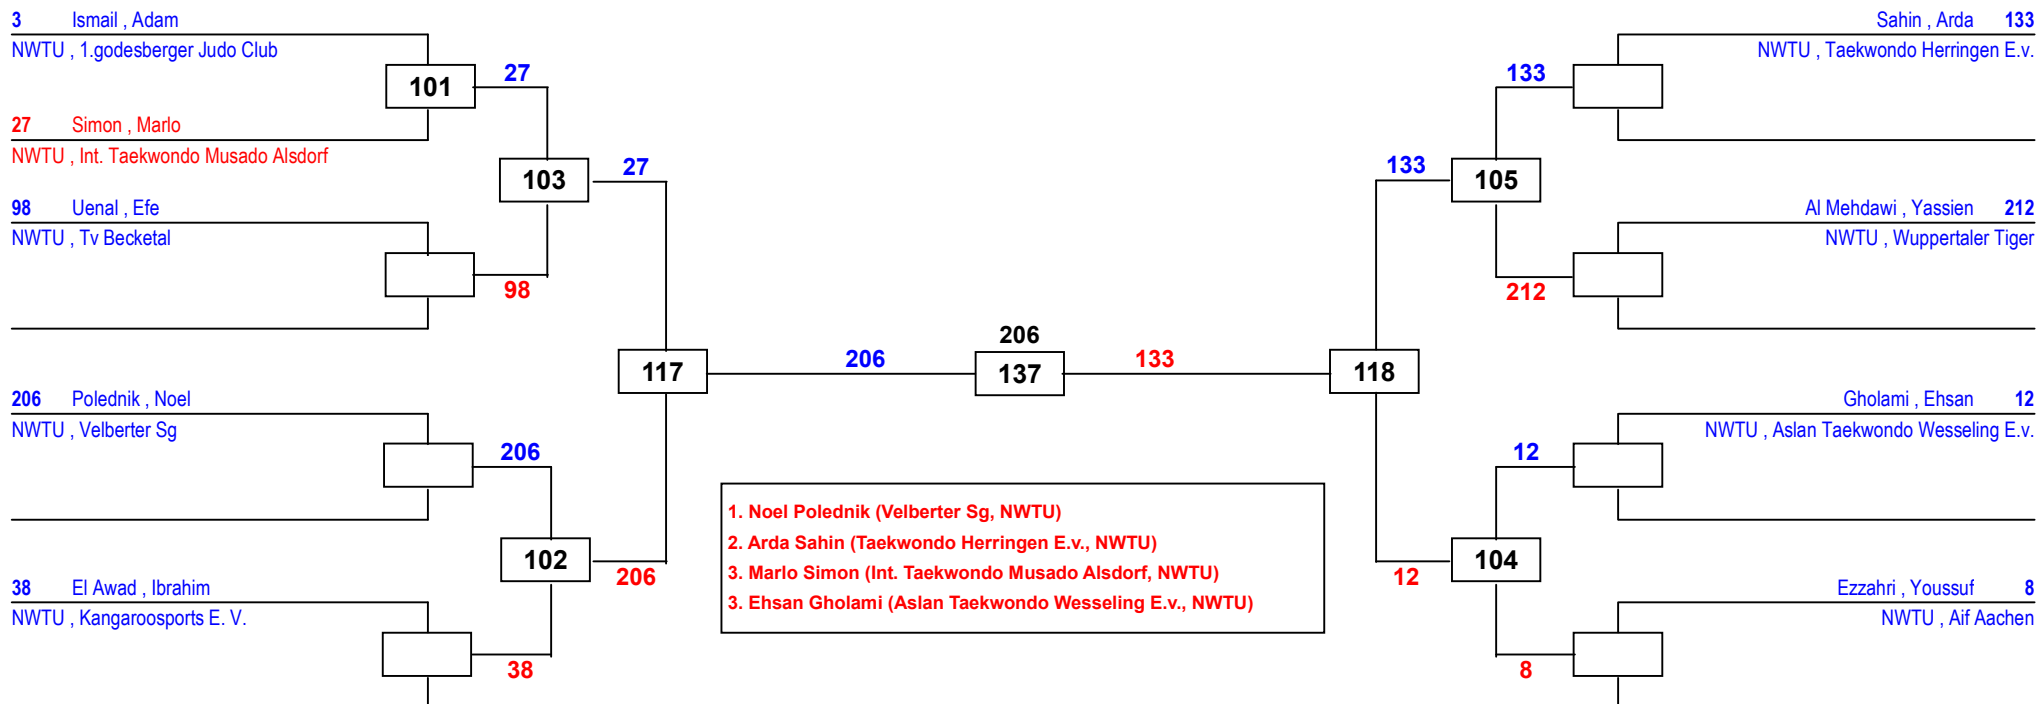 3 Ismail , Adam
NWTU , 1.godesberger Judo Club
101
27
27 Simon , Marlo
NWTU , Int. Taekwondo Musado Alsdorf
103
27
98 Uenal , Efe
NWTU , Tv Becketal
98
117
206
206 Polednik , Noel
NWTU , Velberter Sg
206
102
206
38 El Awad , Ibrahim
NWTU , Kangaroosports E. V.
38
206
137
133
1. Noel Polednik (Velberter Sg, NWTU)
2. Arda Sahin (Taekwondo Herringen E.v., NWTU)
3. Marlo Simon (Int. Taekwondo Musado Alsdorf, NWTU)
3. Ehsan Gholami (Aslan Taekwondo Wesseling E.v., NWTU)
Sahin , Arda 133
NWTU , Taekwondo Herringen E.v.
133
133
105
Al Mehdawi , Yassien 212
NWTU , Wuppertaler Tiger
212
118
Gholami , Ehsan 12
NWTU , Aslan Taekwondo Wesseling E.v.
12
104
12
Ezzahri , Youssuf 8
NWTU , Aif Aachen
8